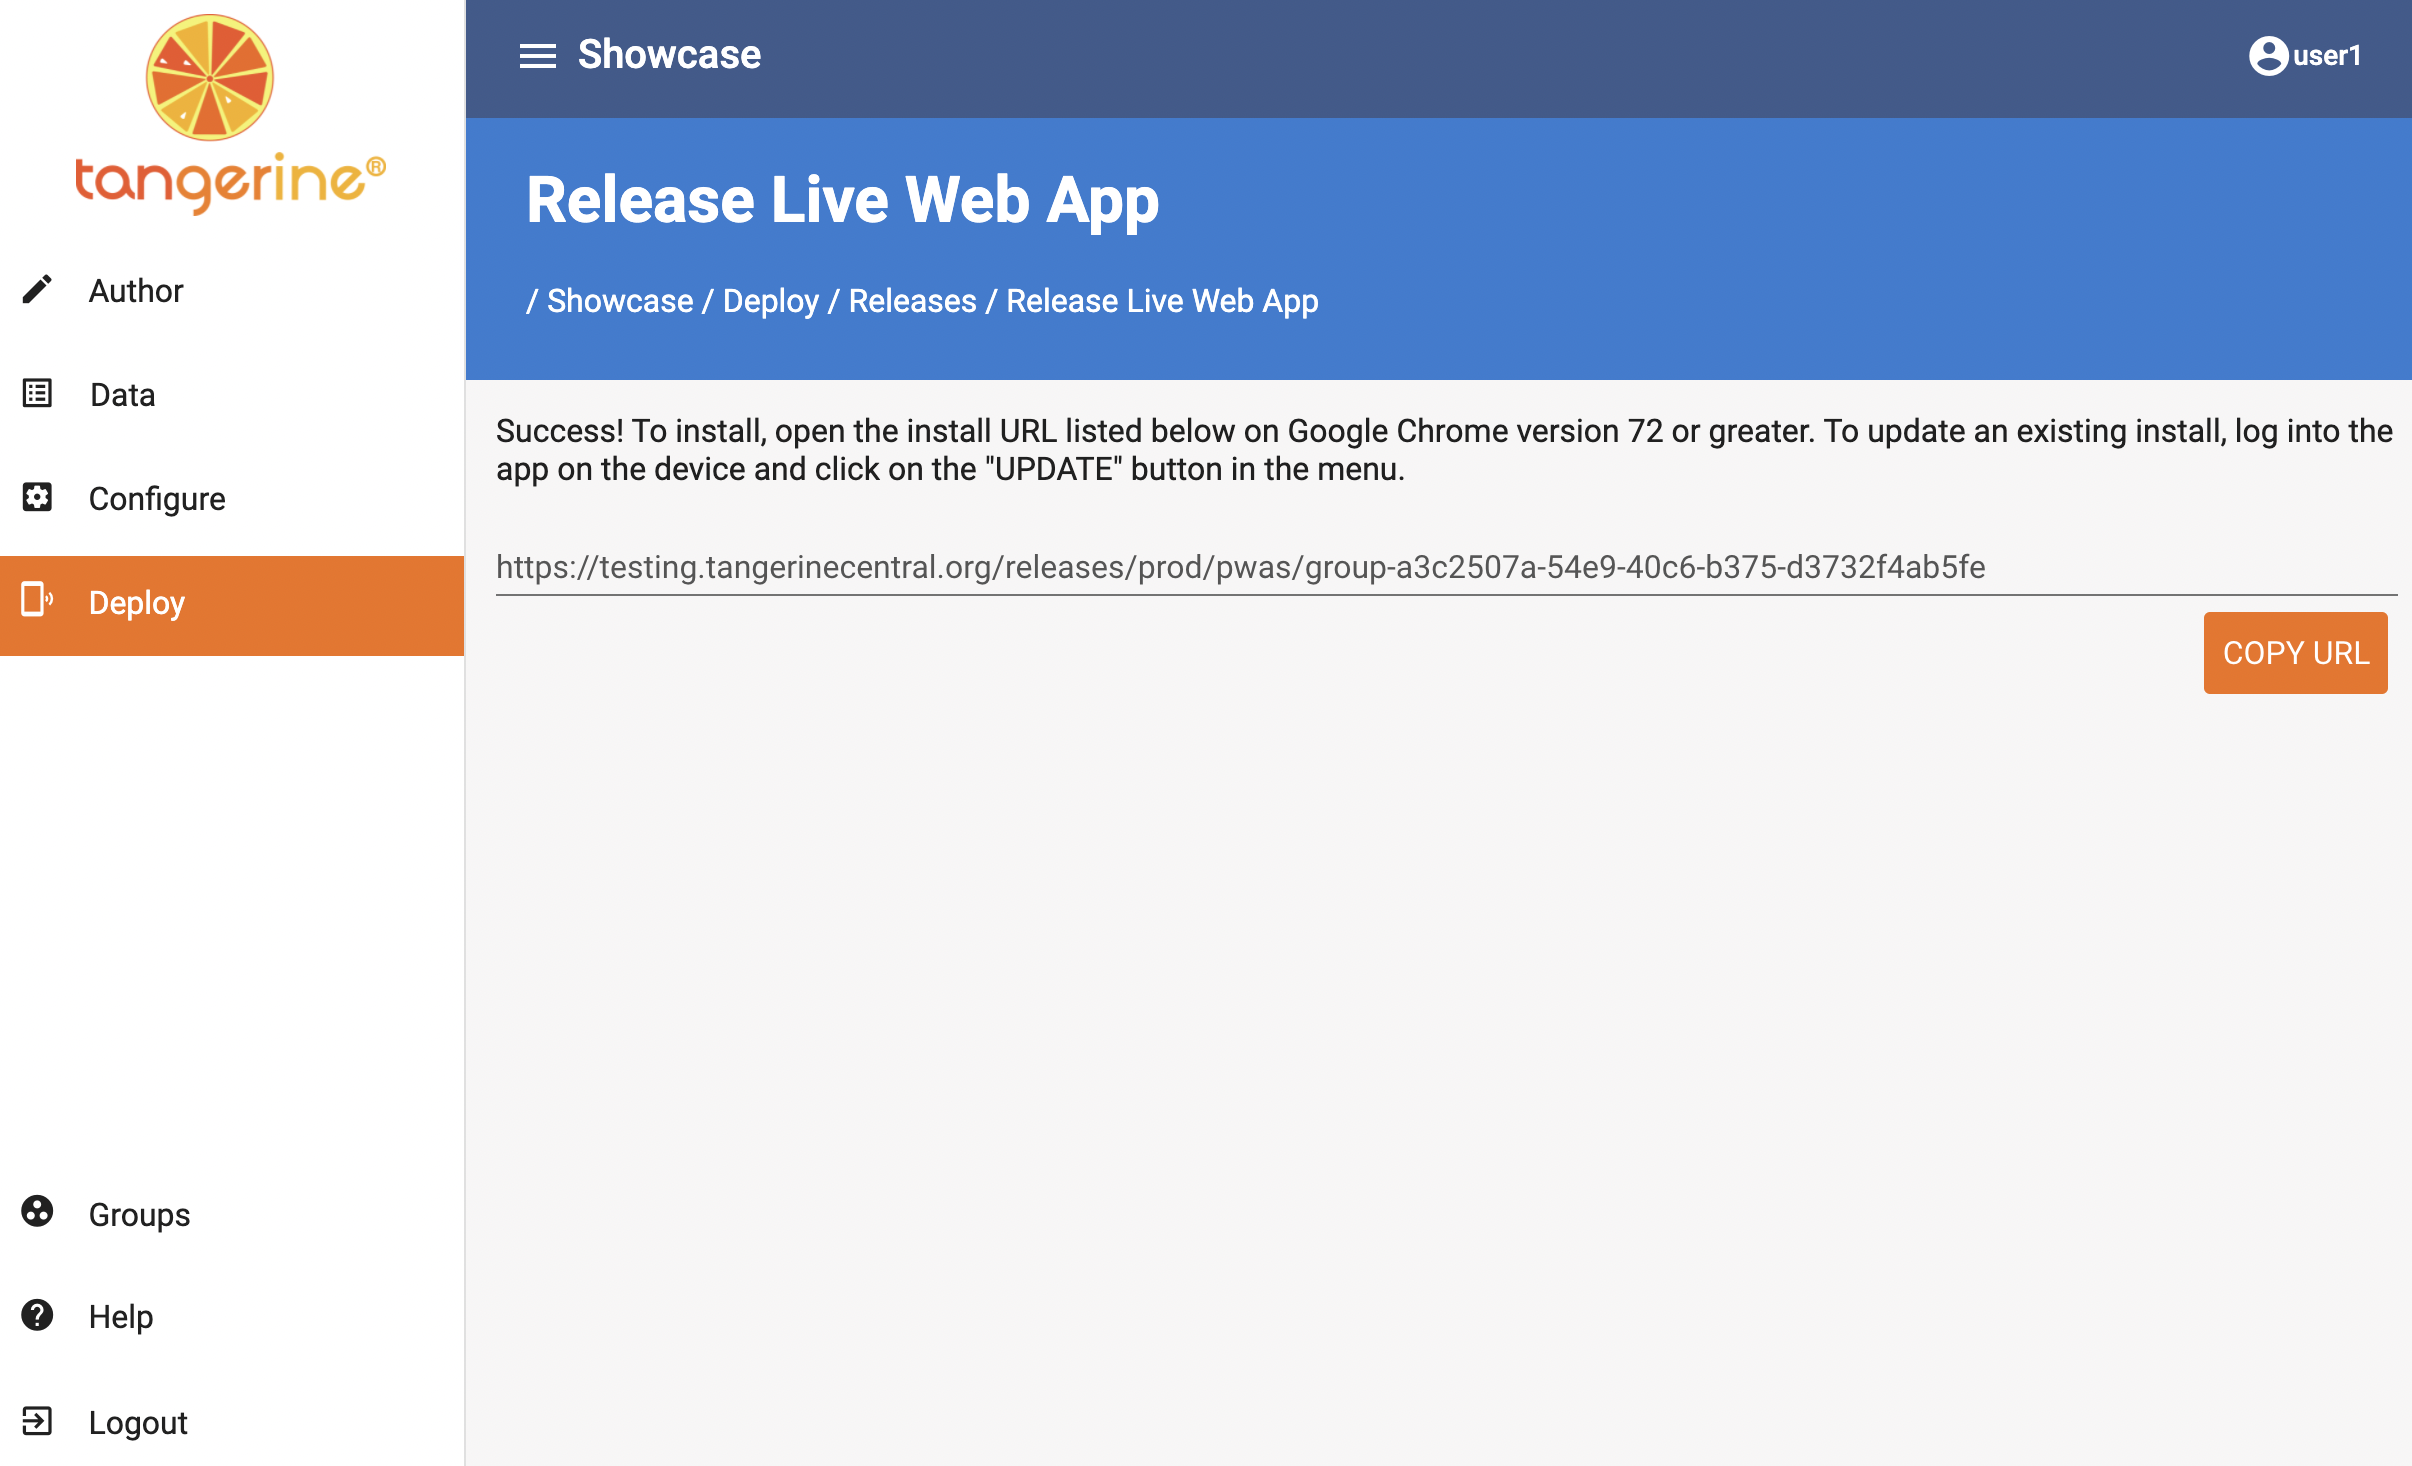 tangerine®
Author
Data
Configure
Deploy
Groups
Help
Logout
Showcase
user1
Release Live Web App
/ Showcase / Deploy / Releases / Release Live Web App
Success! To install, open the install URL listed below on Google Chrome version 72 or greater. To update an existing install, log into the
app on the device and click on the "UPDATE" button in the menu.
https://testing.tangerinecentral.org/releases/prod/pwas/group-a3c2507a-54e9-40c6-b375-d3732f4ab5fe
COPY URL